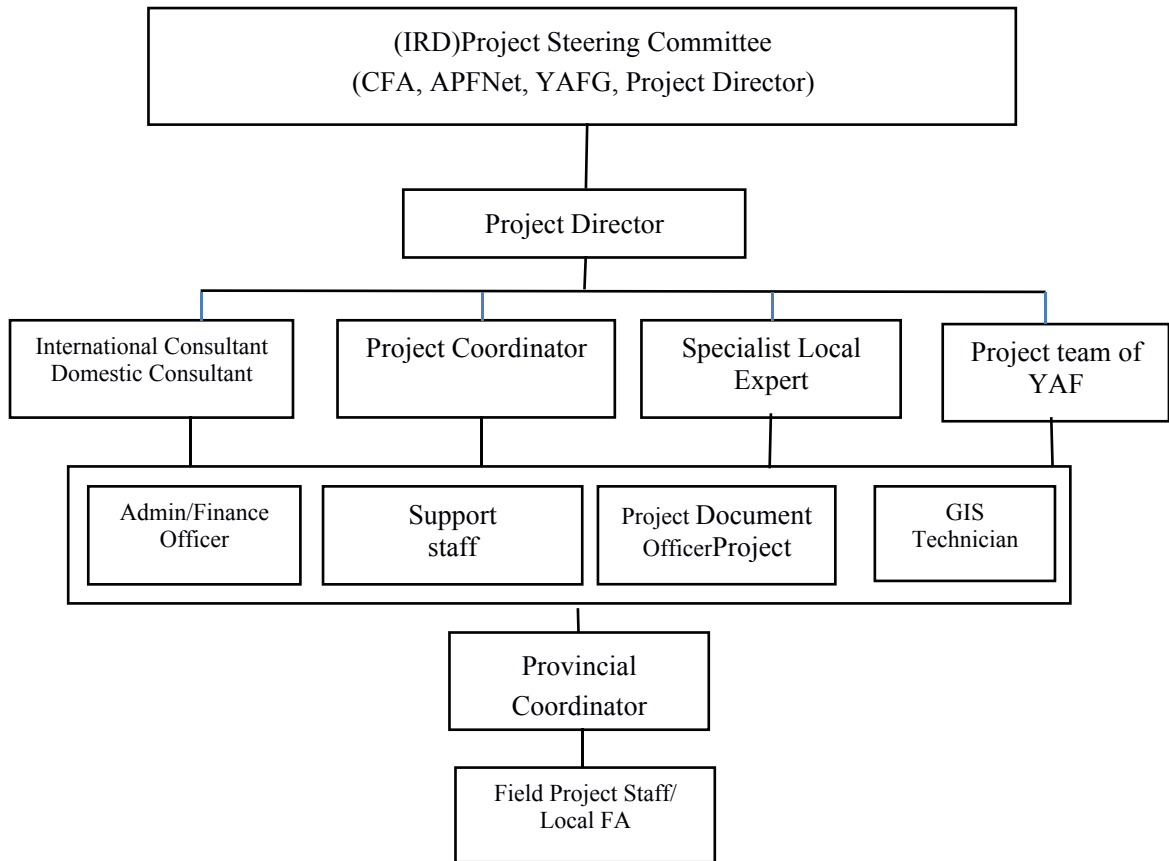 (IRD)Project Steering Committee
(CFA, APFNet, YAFG, Project Director)
Project Director
International Consultant
Domestic Consultant
Project Coordinator
Specialist Local
Expert
Project team of
YAF
Admin/Finance
Officer
Support
staff
Project Document
OfficerProject
GIS
Technician
Provincial
Coordinator
Field Project Staff/
Local FA